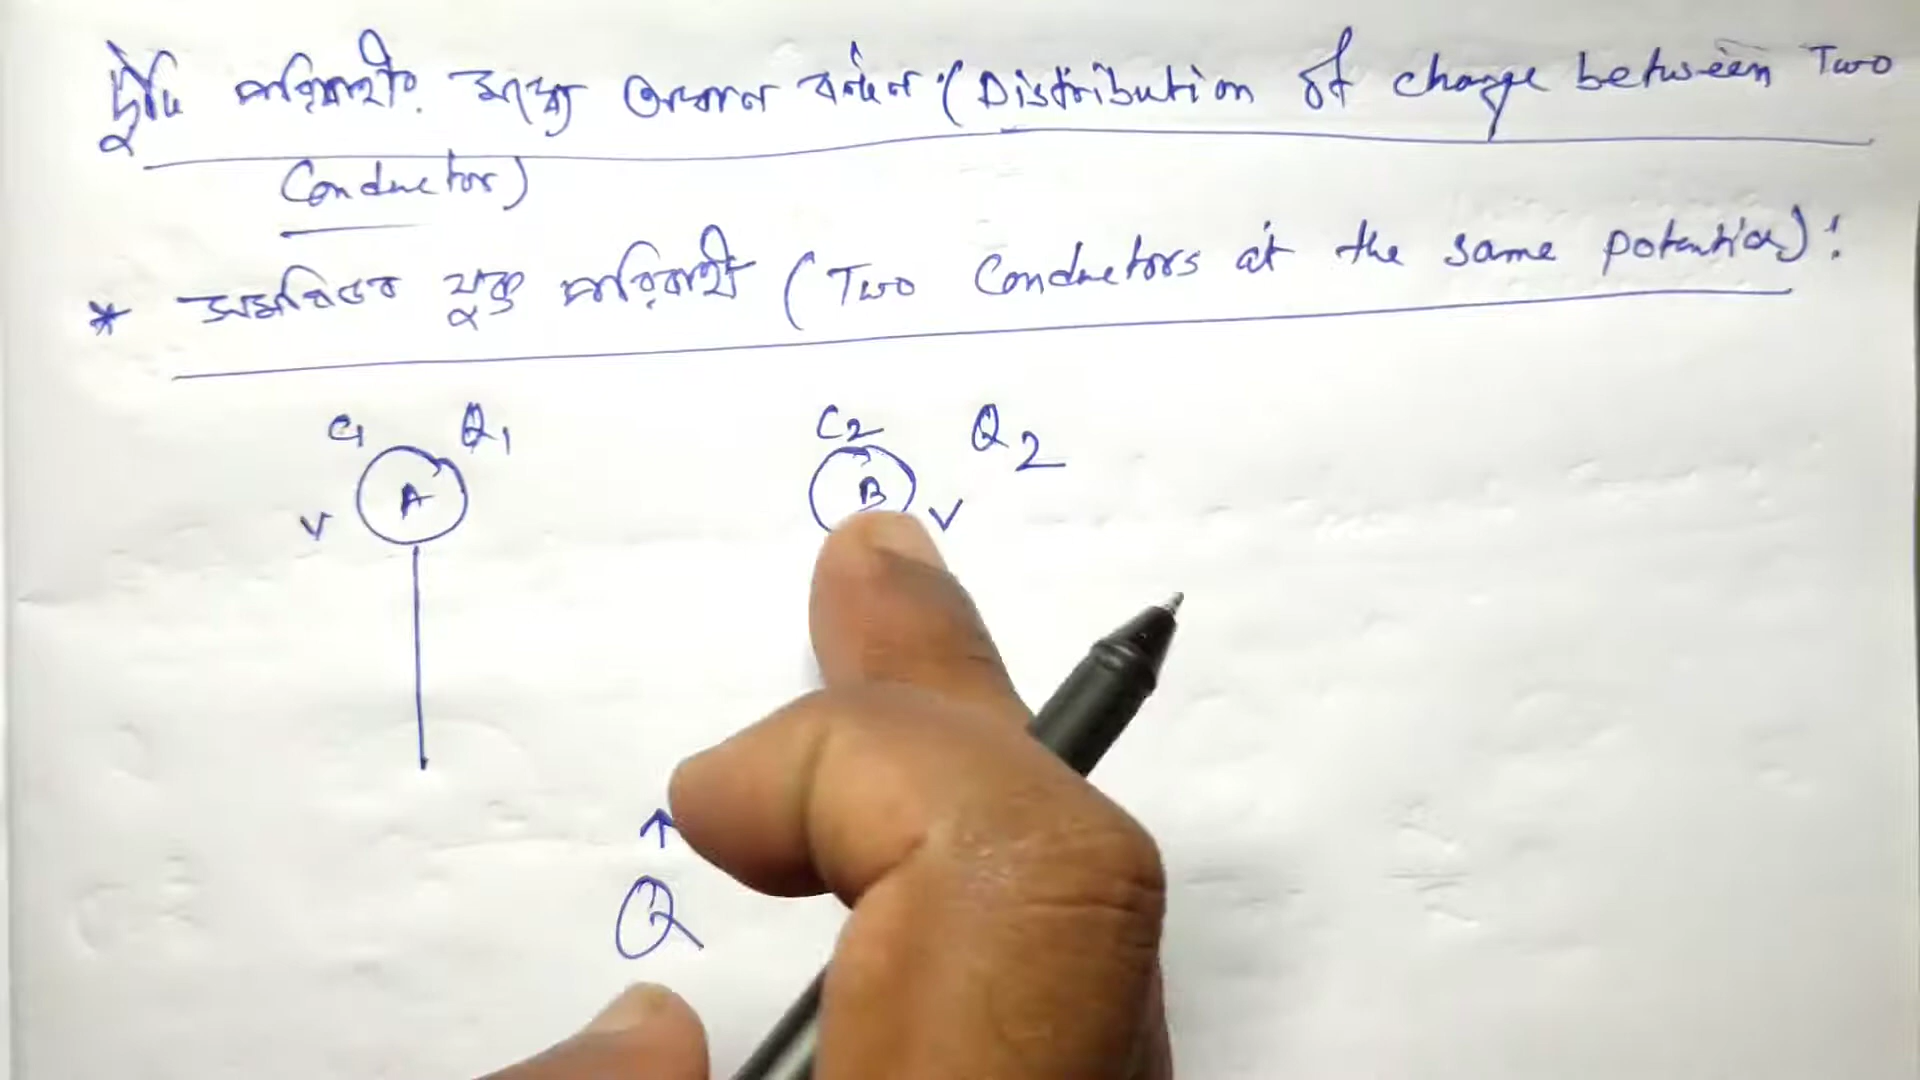 দুটি পরিবাহীর মধ্যে আধান বন্টন (Distribution of charge between Two
Conductor)
* সমবিভব যুক্ত পরিবাহী (Two Conductors at the same potential):
C1 Q1 C2 Q2
V A B V
Q